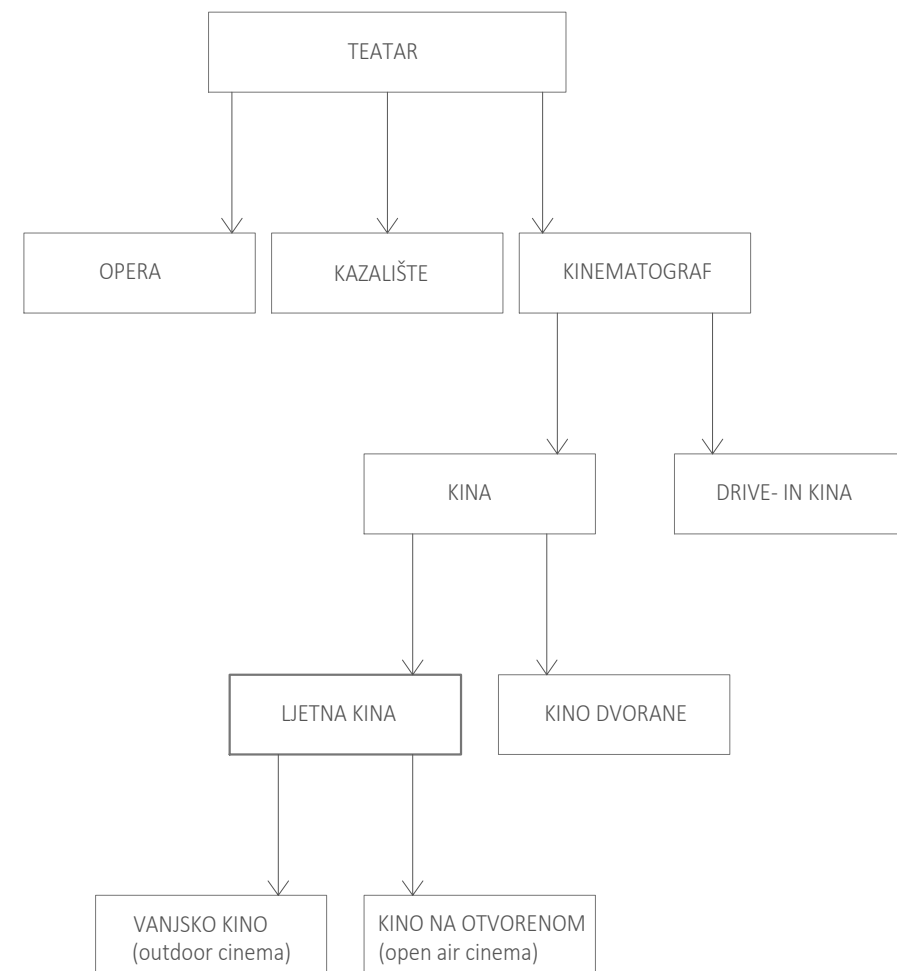 TEATAR
OPERA
KAZALIŠTE
KINEMATOGRAF
KINA
DRIVE- IN KINA
LJETNA KINA
KINO DVORANE
VANJSKO KINO
(outdoor cinema)
KINO NA OTVORENOM
(open air cinema)